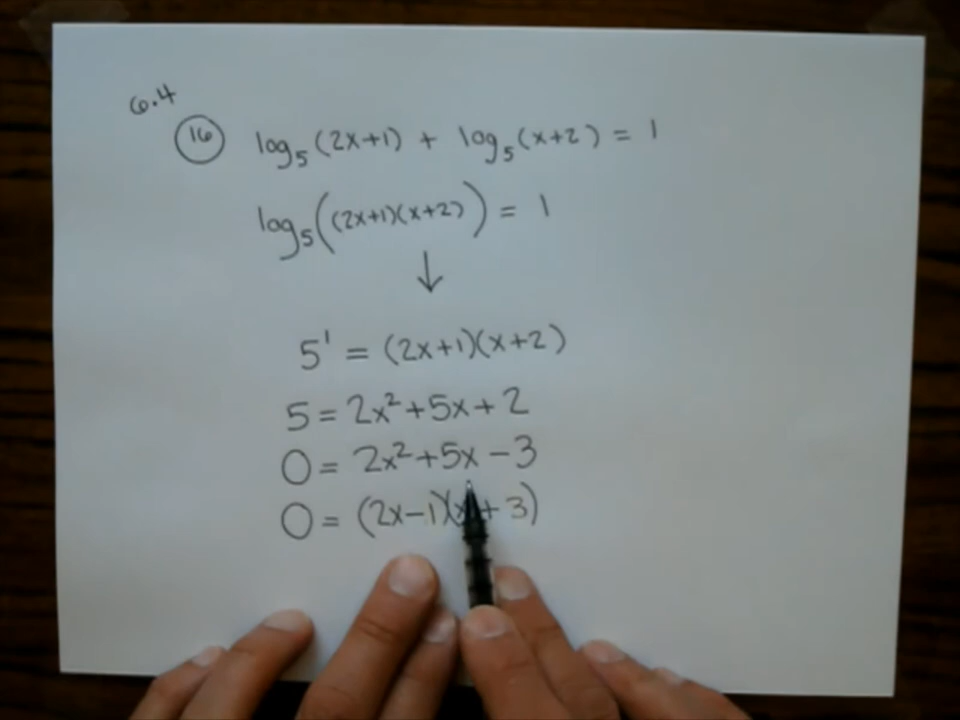 6.4
16 log₅(2x+1) + log₅(x+2) = 1
log₅((2x+1)(x+2)) = 1
↓
5¹ = (2x+1)(x+2)
5 = 2x²+5x+2
0 = 2x²+5x-3
0 = (2x-1)(x+3)